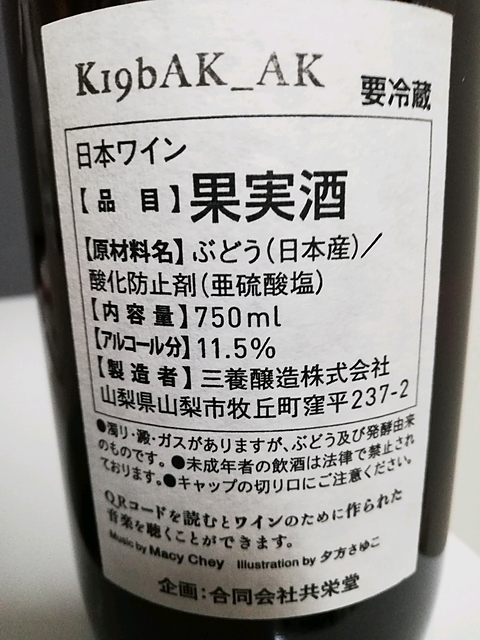 K19bAK_AK 要冷蔵
日本ワイン
【品 目】果実酒
【原材料名】ぶどう(日本産)/
酸化防止剤(亜硫酸塩)
【内容量】750ml
【アルコール分】11.5%
【製造者】三養醸造株式会社
山梨県山梨市牧丘町窪平237-2
●濁り・澱・ガスがありますが、ぶどう及び発酵由来
のものです。●未成年者の飲酒は法律で禁止され
ております。●キャップの切り口にご注意ください。
QRコードを読むとワインのために作られた
音楽を聴くことができます。
Music by Macy Chey Illustration by 夕方さゆこ
企画:合同会社共栄堂